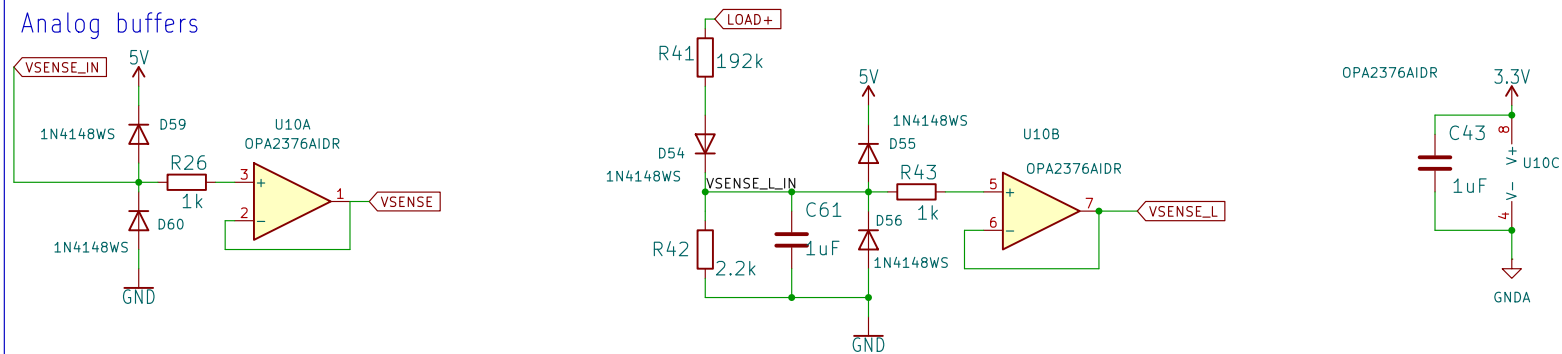 Analog buffers
VSENSE_IN
5V
1N4148WS
D59
U10A
OPA2376AIDR
R26
1k
3
+
2
−
1
VSENSE
D60
1N4148WS
GND
LOAD+
R41
192k
D54
1N4148WS
VSENSE_L_IN
R42
2.2k
C61
1uF
5V
1N4148WS
D55
R43
1k
D56
1N4148WS
GND
U10B
OPA2376AIDR
5
+
6
−
7
VSENSE_L
OPA2376AIDR
3.3V
C43
1uF
8
V+
U10C
V-
4
GNDA